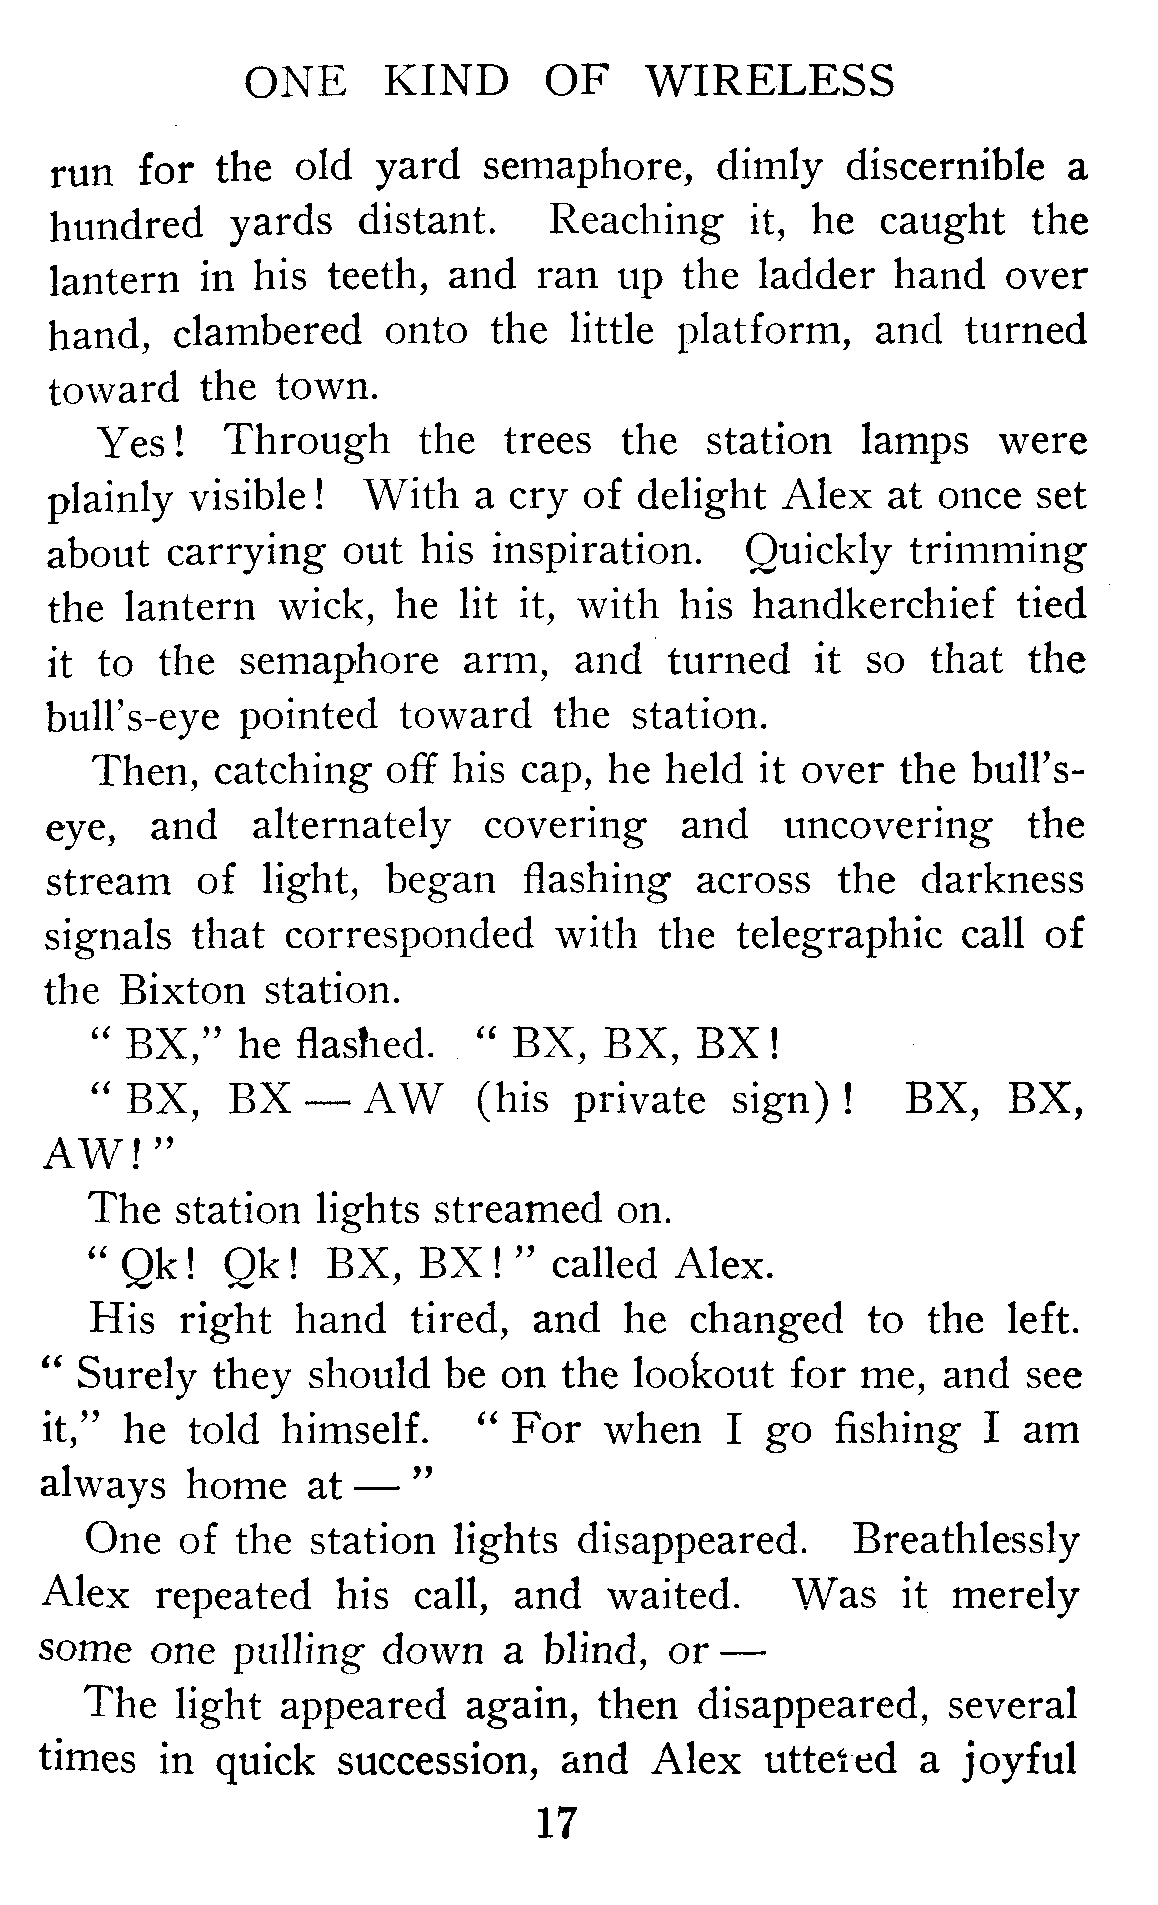 ONE KIND OF WIRELESS
run for the old yard semaphore, dimly discernible a
hundred yards distant. Reaching it, he caught the
lantern in his teeth, and ran up the ladder hand over
hand, clambered onto the little platform, and turned
toward the town.
Yes! Through the trees the station lamps were
plainly visible! With a cry of delight Alex at once set
about carrying out his inspiration. Quickly trimming
the lantern wick, he lit it, with his handkerchief tied
it to the semaphore arm, and turned it so that the
bull's-eye pointed toward the station.
Then, catching off his cap, he held it over the bull's-
eye, and alternately covering and uncovering the
stream of light, began flashing across the darkness
signals that corresponded with the telegraphic call of
the Bixton station.
" BX," he flashed. " BX, BX, BX!
" BX, BX — AW (his private sign)! BX, BX,
AW!"
The station lights streamed on.
" Qk! Qk! BX, BX!" called Alex.
His right hand tired, and he changed to the left.
" Surely they should be on the lookout for me, and see
it," he told himself. " For when I go fishing I am
always home at — "
One of the station lights disappeared. Breathlessly
Alex repeated his call, and waited. Was it merely
some one pulling down a blind, or —
The light appeared again, then disappeared, several
times in quick succession, and Alex uttered a joyful
17